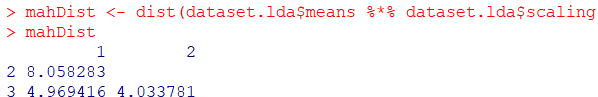 > mahDist <- dist(dataset.lda$means %*% dataset.lda$scaling
> mahDist
1 2
2 8.058283
3 4.969416 4.033781